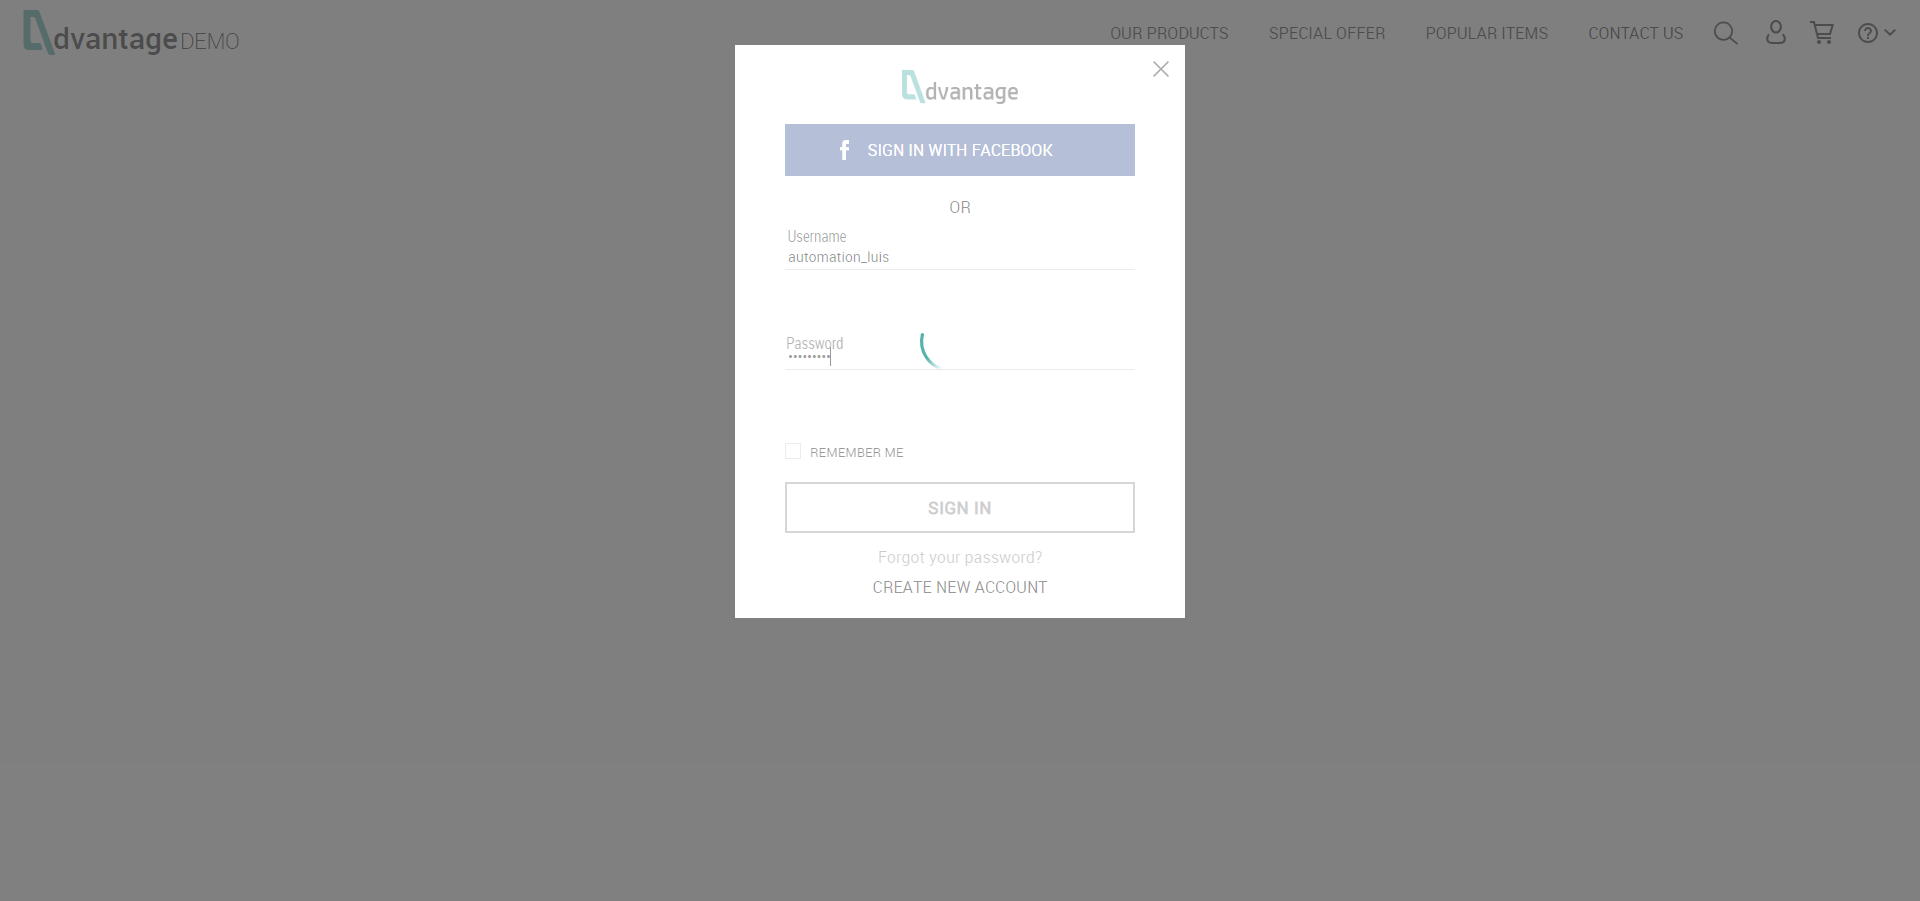 dvantage DEMO
OUR PRODUCTS SPECIAL OFFER POPULAR ITEMS CONTACT US
dvantage
SIGN IN WITH FACEBOOK
OR
Username
automation_luis
Password
•••••••••
REMEMBER ME
SIGN IN
Forgot your password?
CREATE NEW ACCOUNT